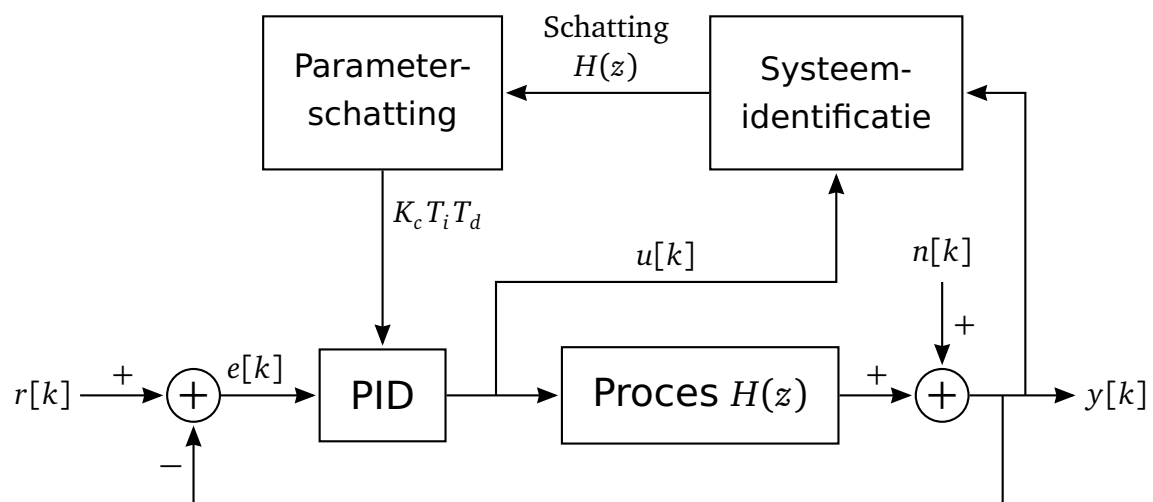 Schatting
H(z)
Parameter-
schatting
Systeem-
identificatie
K_c T_i T_d
u[k]
n[k]
+
r[k]
+
+
e[k]
PID
Proces H(z)
+
+
y[k]
−